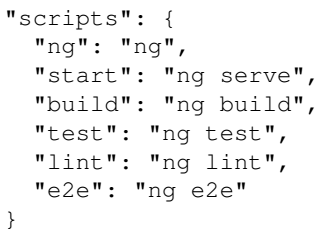 "scripts": {
  "ng": "ng",
  "start": "ng serve",
  "build": "ng build",
  "test": "ng test",
  "lint": "ng lint",
  "e2e": "ng e2e"
}